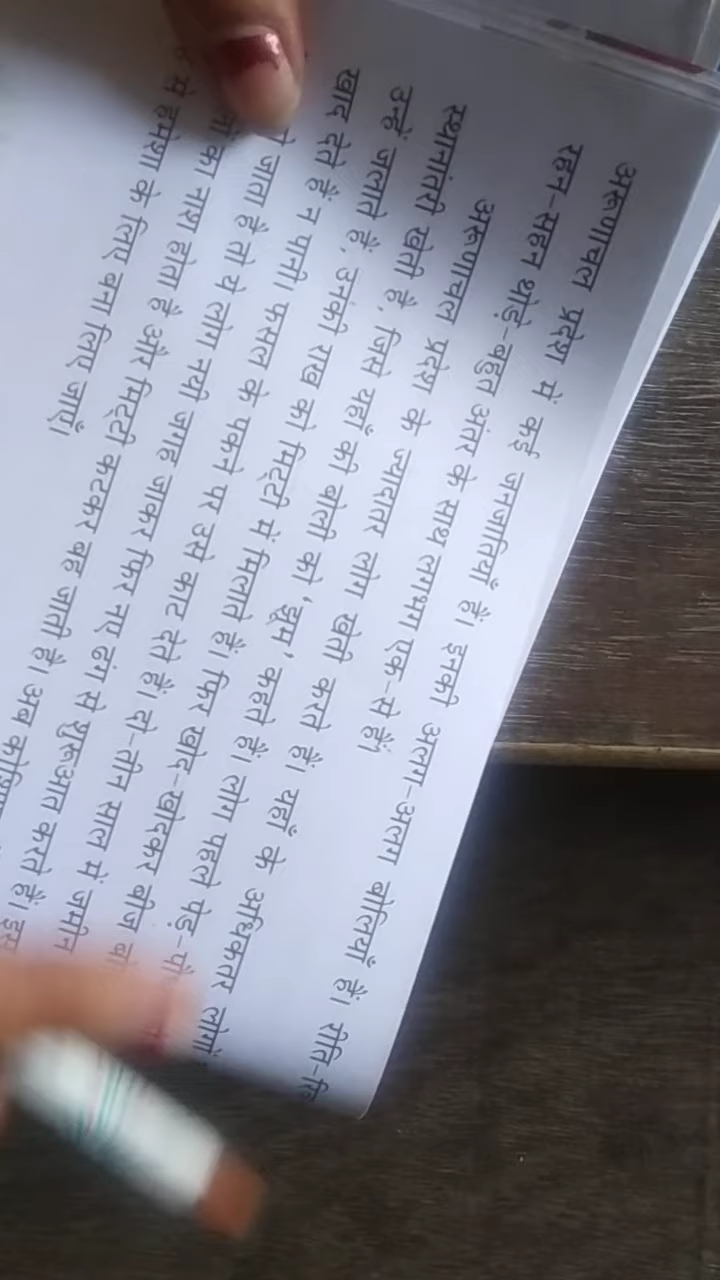 अरुणाचल प्रदेश में कई जनजातियाँ हैं। इनकी अलग-अलग बोलियाँ हैं। रीति-
रहन-सहन थोड़े-बहुत अंतर के साथ लगभग एक-से हैं।
अरुणाचल प्रदेश के ज्यादातर लोग खेती करते हैं। यहाँ के अधिकतर लोगों
स्थानांतरी खेती है, जिसे यहाँ की बोली को 'झूम' कहते हैं। लोग पहले पेड़-
उन्हें जलाते हैं, उनकी राख को मिट्टी में मिलाते हैं। फिर खोद-खोदकर बीज
खाद देते हैं न पानी। फसल के पकने पर उसे काट देते हैं। दो-तीन साल में जमीन
जाता है तो ये लोग नयी जगह जाकर फिर नए ढंग से शुरूआत करते हैं।
का नाश होता है और मिट्टी कटकर बह जाती है। अब
में हमेशा के लिए बना लिए जाएँ।